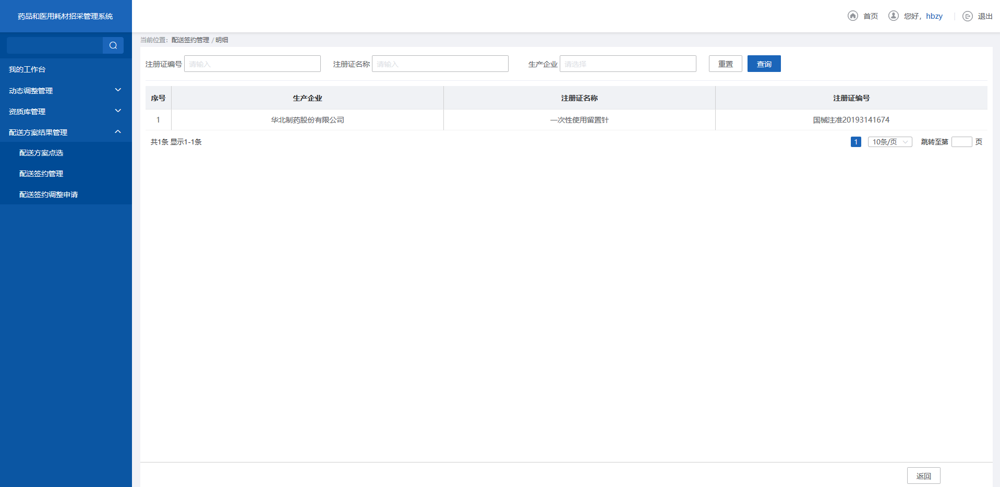 药品和医用耗材招采管理系统
首页 您好，hbzy 退出
当前位置：配送签约管理 / 明细
我的工作台
动态调整管理
资质库管理
配送方案结果管理
配送方案点选
配送签约管理
配送签约调整申请
注册证编号 请输入 注册证名称 请输入 生产企业 请选择 重置 查询
序号 生产企业 注册证名称 注册证编号
1 华北制药股份有限公司 一次性使用留置针 国械注准20193141674
共1条 显示1-1条 1 10条/页 跳转至第 页
返回